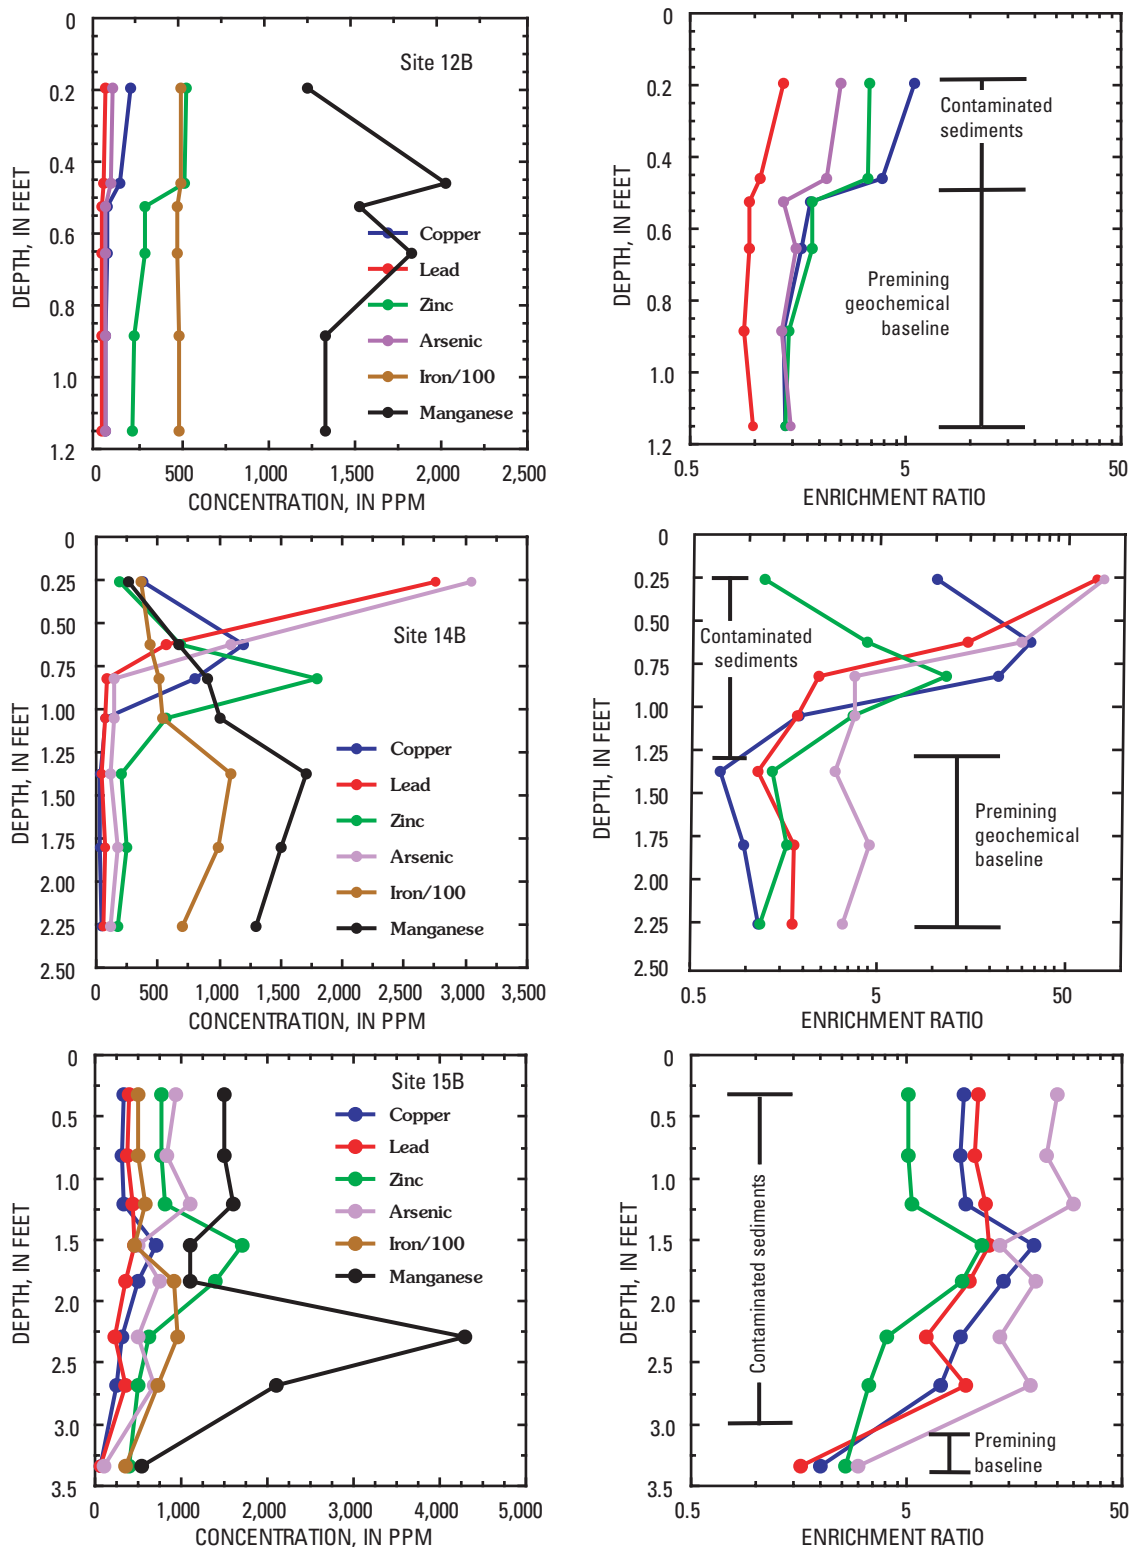 0
0.2
0.4
0.6
0.8
1.0
1.2
DEPTH, IN FEET
Site 12B
Copper
Lead
Zinc
Arsenic
Iron/100
Manganese
0 500 1,000 1,500 2,000 2,500
CONCENTRATION, IN PPM
0
0.2
0.4
0.6
0.8
1.0
1.2
DEPTH, IN FEET
Contaminated
sediments
Premining
geochemical
baseline
0.5 5 50
ENRICHMENT RATIO
0
0.25
0.50
0.75
1.00
1.25
1.50
1.75
2.00
2.25
2.50
DEPTH, IN FEET
Site 14B
Copper
Lead
Zinc
Arsenic
Iron/100
Manganese
0 500 1,000 1,500 2,000 2,500 3,000 3,500
CONCENTRATION, IN PPM
0
0.25
0.50
0.75
1.00
1.25
1.50
1.75
2.00
2.25
2.50
DEPTH, IN FEET
Contaminated
sediments
Premining
geochemical
baseline
0.5 5 50
ENRICHMENT RATIO
0
0.5
1.0
1.5
2.0
2.5
3.0
3.5
DEPTH, IN FEET
Site 15B
Copper
Lead
Zinc
Arsenic
Iron/100
Manganese
0 1,000 2,000 3,000 4,000 5,000
CONCENTRATION, IN PPM
0
0.5
1.0
1.5
2.0
2.5
3.0
3.5
DEPTH, IN FEET
Contaminated sediments
Premining
baseline
0.5 5 50
ENRICHMENT RATIO